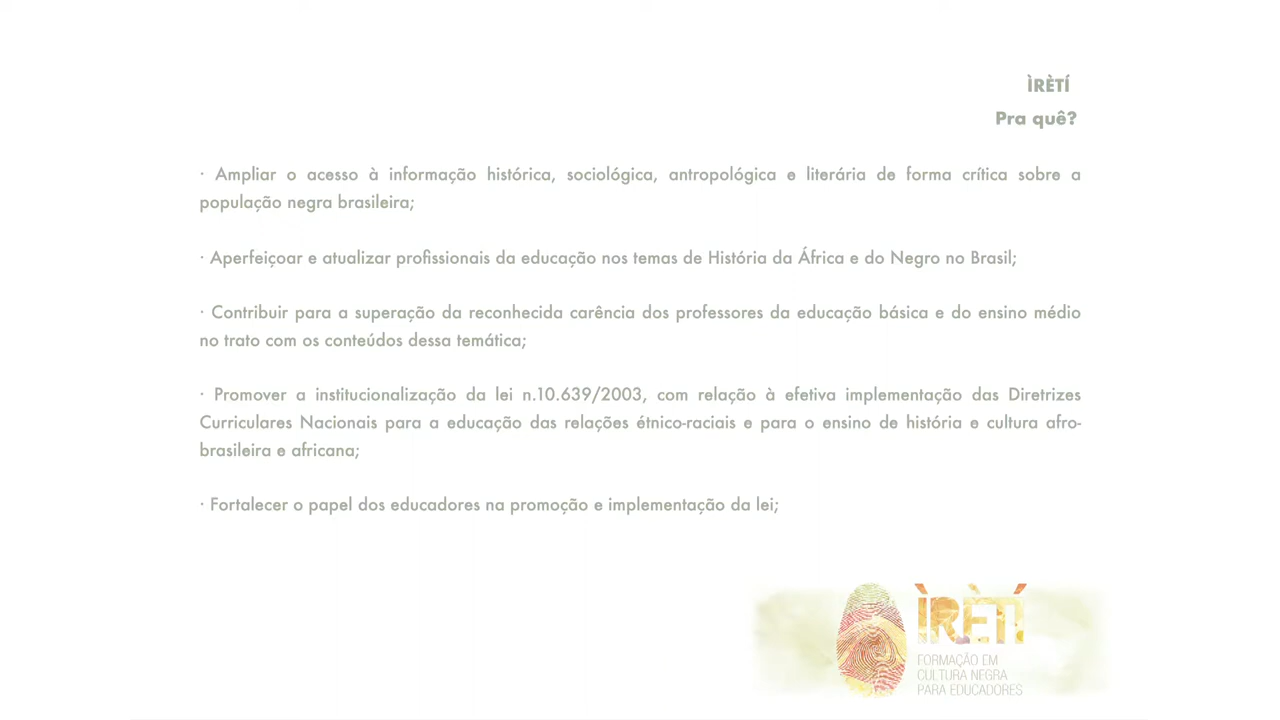 ÌRÈTÍ
Pra quê?
· Ampliar o acesso à informação histórica, sociológica, antropológica e literária de forma crítica sobre a
população negra brasileira;
· Aperfeiçoar e atualizar profissionais da educação nos temas de História da África e do Negro no Brasil;
· Contribuir para a superação da reconhecida carência dos professores da educação básica e do ensino médio
no trato com os conteúdos dessa temática;
· Promover a institucionalização da lei n.10.639/2003, com relação à efetiva implementação das Diretrizes
Curriculares Nacionais para a educação das relações étnico-raciais e para o ensino de história e cultura afro-
brasileira e africana;
· Fortalecer o papel dos educadores na promoção e implementação da lei;
ÌRÈTÍ
FORMAÇÃO EM
CULTURA NEGRA
PARA EDUCADORES